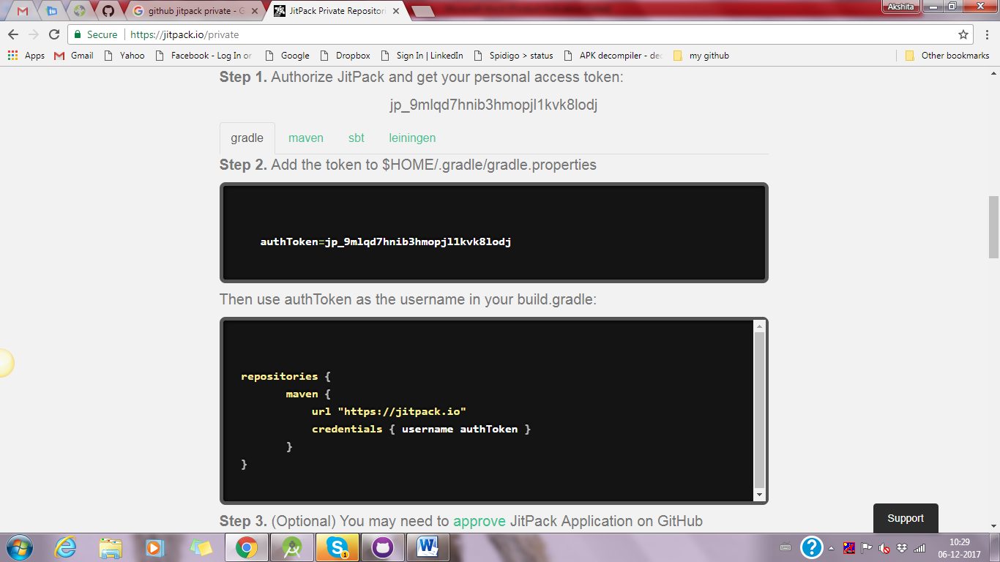 github jitpack private - G
JitPack Private Repositori
Akshita
Secure
https://jitpack.io/private
Apps
Gmail
Yahoo
Facebook - Log In or
Google
Dropbox
Sign In | LinkedIn
Spidigo > status
APK decompiler - dec
my github
Other bookmarks
Step 1. Authorize JitPack and get your personal access token:
jp_9mlqd7hnib3hmopjl1kvk8lodj
gradle
maven
sbt
leiningen
Step 2. Add the token to $HOME/.gradle/gradle.properties
authToken=jp_9mlqd7hnib3hmopjl1kvk8lodj
Then use authToken as the username in your build.gradle:
repositories {
maven {
url "https://jitpack.io"
credentials { username authToken }
}
}
Step 3. (Optional) You may need to approve JitPack Application on GitHub
Support
10:29
06-12-2017